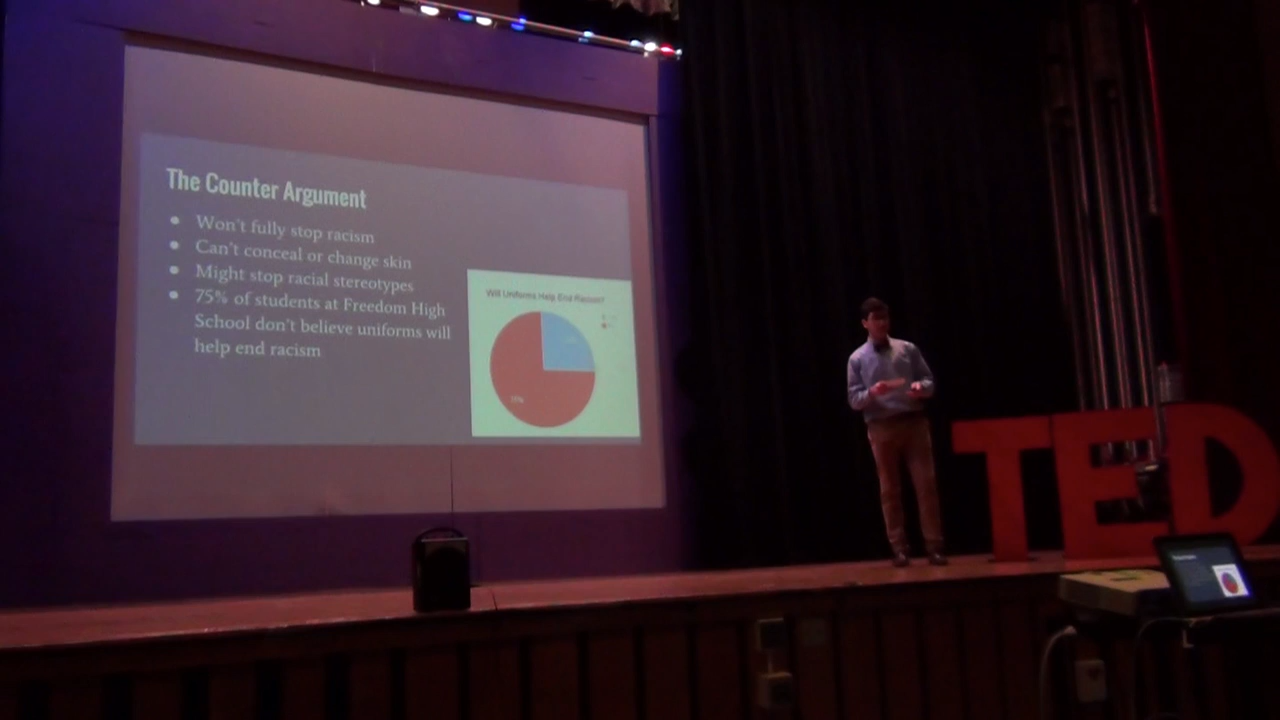 The Counter Argument
Won't fully stop racism
Can't conceal or change skin
Might stop racial stereotypes
75% of students at Freedom High
School don't believe uniforms will
help end racism
Will Uniforms Help End Racism?
TED